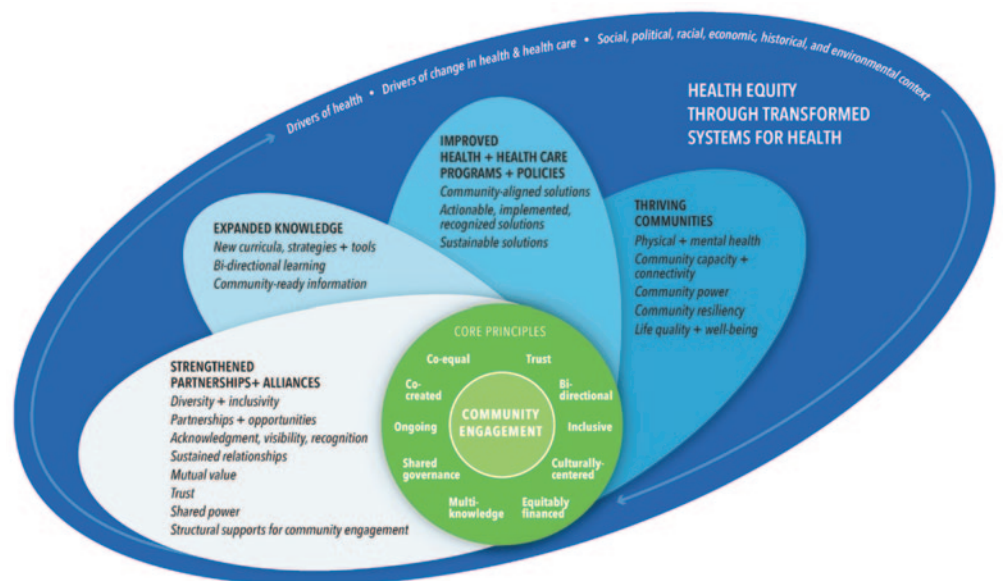 Drivers of health • Drivers of change in health & health care • Social, political, racial, economic, historical, and environmental context
HEALTH EQUITY
THROUGH TRANSFORMED
SYSTEMS FOR HEALTH
IMPROVED
HEALTH + HEALTH CARE
PROGRAMS + POLICIES
Community-aligned solutions
Actionable, implemented,
recognized solutions
Sustainable solutions
THRIVING
COMMUNITIES
Physical + mental health
Community capacity +
connectivity
Community power
Community resiliency
Life quality + well-being
EXPANDED KNOWLEDGE
New curricula, strategies + tools
Bi-directional learning
Community-ready information
STRENGTHENED
PARTNERSHIPS+ ALLIANCES
Diversity + inclusivity
Partnerships + opportunities
Acknowledgment, visibility, recognition
Sustained relationships
Mutual value
Trust
Shared power
Structural supports for community engagement
CORE PRINCIPLES
Co-equal
Trust
Co-
created
Bi-
directional
Ongoing
COMMUNITY
ENGAGEMENT
Inclusive
Shared
governance
Culturally-
centered
Multi-
knowledge
Equitably
financed